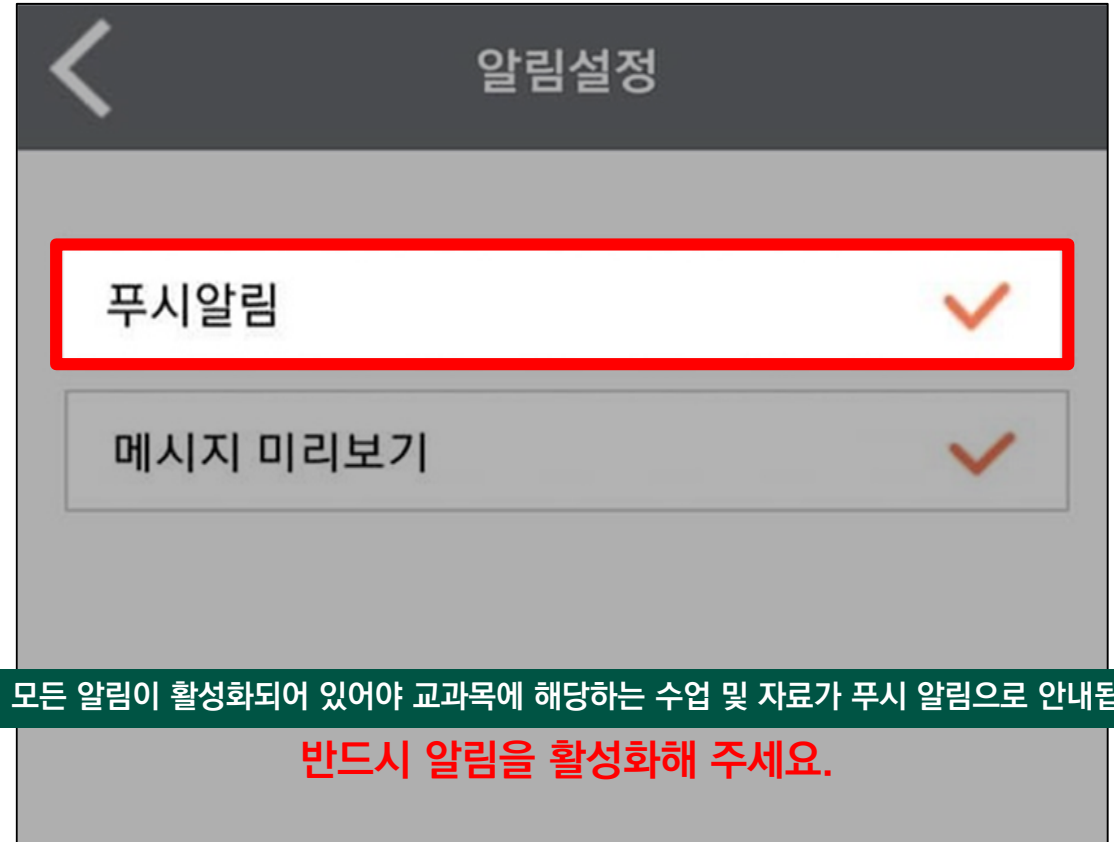 알림설정
푸시알림
메시지 미리보기
모든 알림이 활성화되어 있어야 교과목에 해당하는 수업 및 자료가 푸시 알림으로
반드시 알림을 활성화해 주세요.